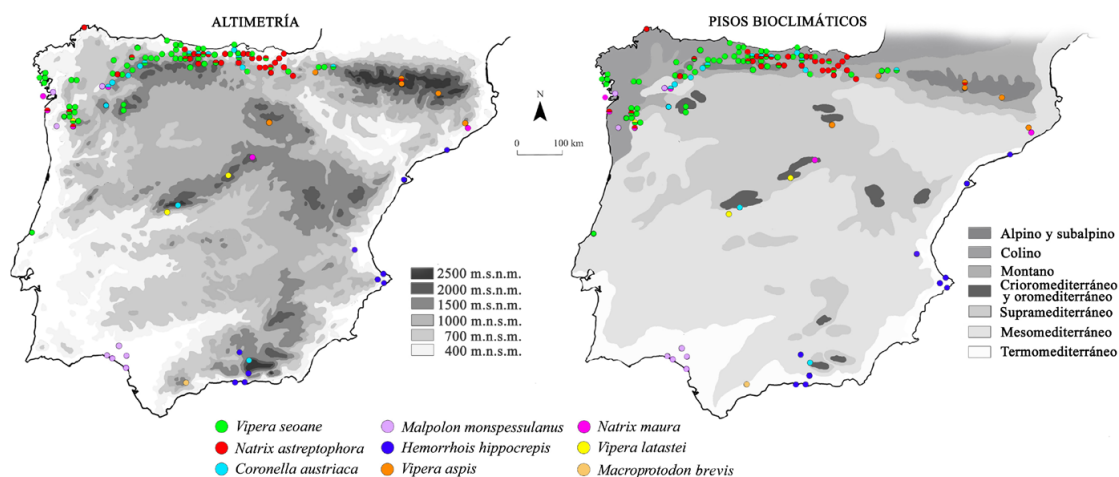 ALTIMETRÍA
PISOS BIOCLIMÁTICOS
N
0 100 km
2500 m.s.n.m.
2000 m.s.n.m.
1500 m.s.n.m.
1000 m.s.n.m.
700 m.n.s.m.
400 m.n.s.m.
Alpino y subalpino
Colino
Montano
Crioromediterráneo
y oromediterráneo
Supramediterráneo
Mesomediterráneo
Termomediterráneo
Vipera seoane
Malpolon monspessulanus
Natrix maura
Natrix astreptophora
Hemorrhois hippocrepis
Vipera latastei
Coronella austriaca
Vipera aspis
Macroprotodon brevis